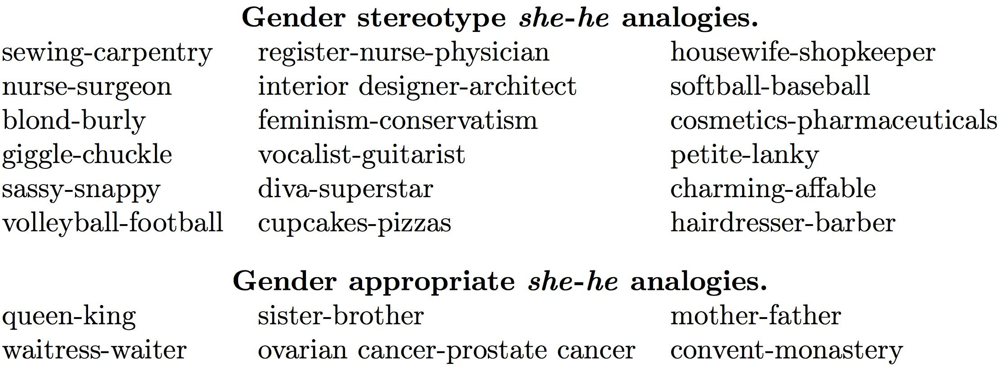 Gender stereotype she-he analogies.
sewing-carpentry register-nurse-physician housewife-shopkeeper
nurse-surgeon interior designer-architect softball-baseball
blond-burly feminism-conservatism cosmetics-pharmaceuticals
giggle-chuckle vocalist-guitarist petite-lanky
sassy-snappy diva-superstar charming-affable
volleyball-football cupcakes-pizzas hairdresser-barber
Gender appropriate she-he analogies.
queen-king sister-brother mother-father
waitress-waiter ovarian cancer-prostate cancer convent-monastery